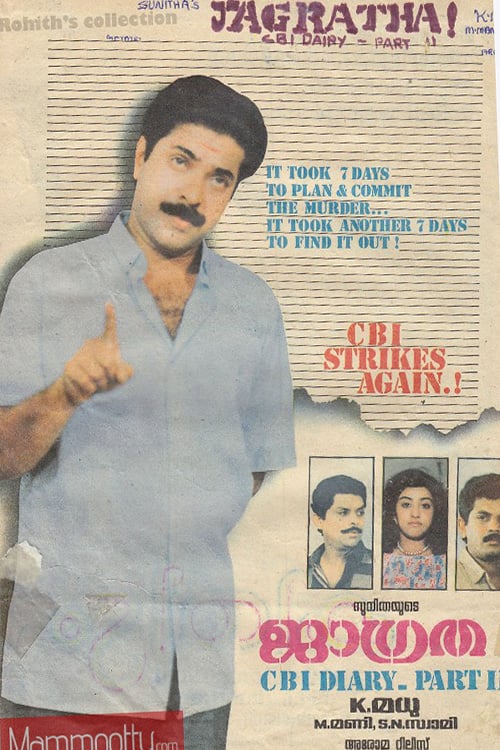 Rohith's collection
SUNITHA'S
JAGRATHA!
CBI DAIRY - PART II
IT TOOK 7 DAYS
TO PLAN & COMMIT
THE MURDER...
IT TOOK ANOTHER 7 DAYS
TO FIND IT OUT !
CBI
STRIKES
AGAIN.!
സുനിതയുടെ
ജാഗ്രത
CBI DIARY- PART II
K.മധു
M.മണി, S.N.സ്വാമി
അരോമ റിലീസ്
Mammootty.com